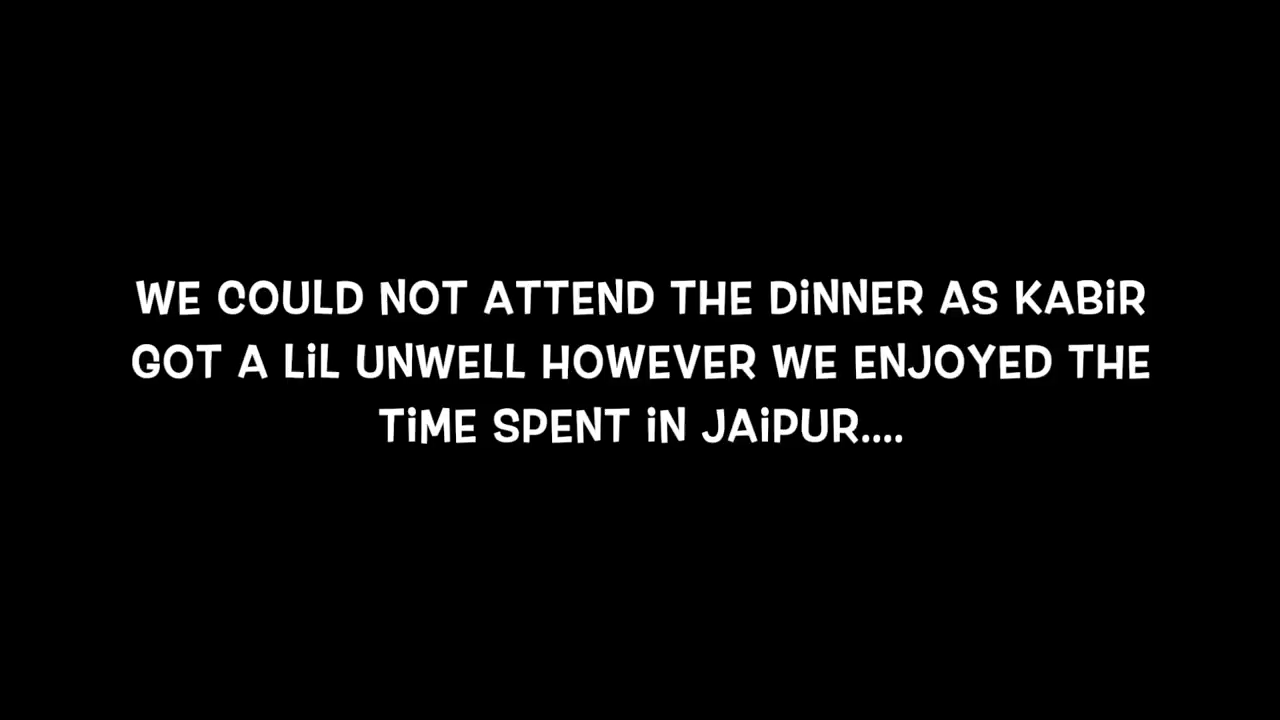 WE COULD NOT ATTEND THE DiNNER AS KABiR
GOT A LiL UNWELL HOWEVER WE ENJOYED THE
TiME SPENT iN JAiPUR....